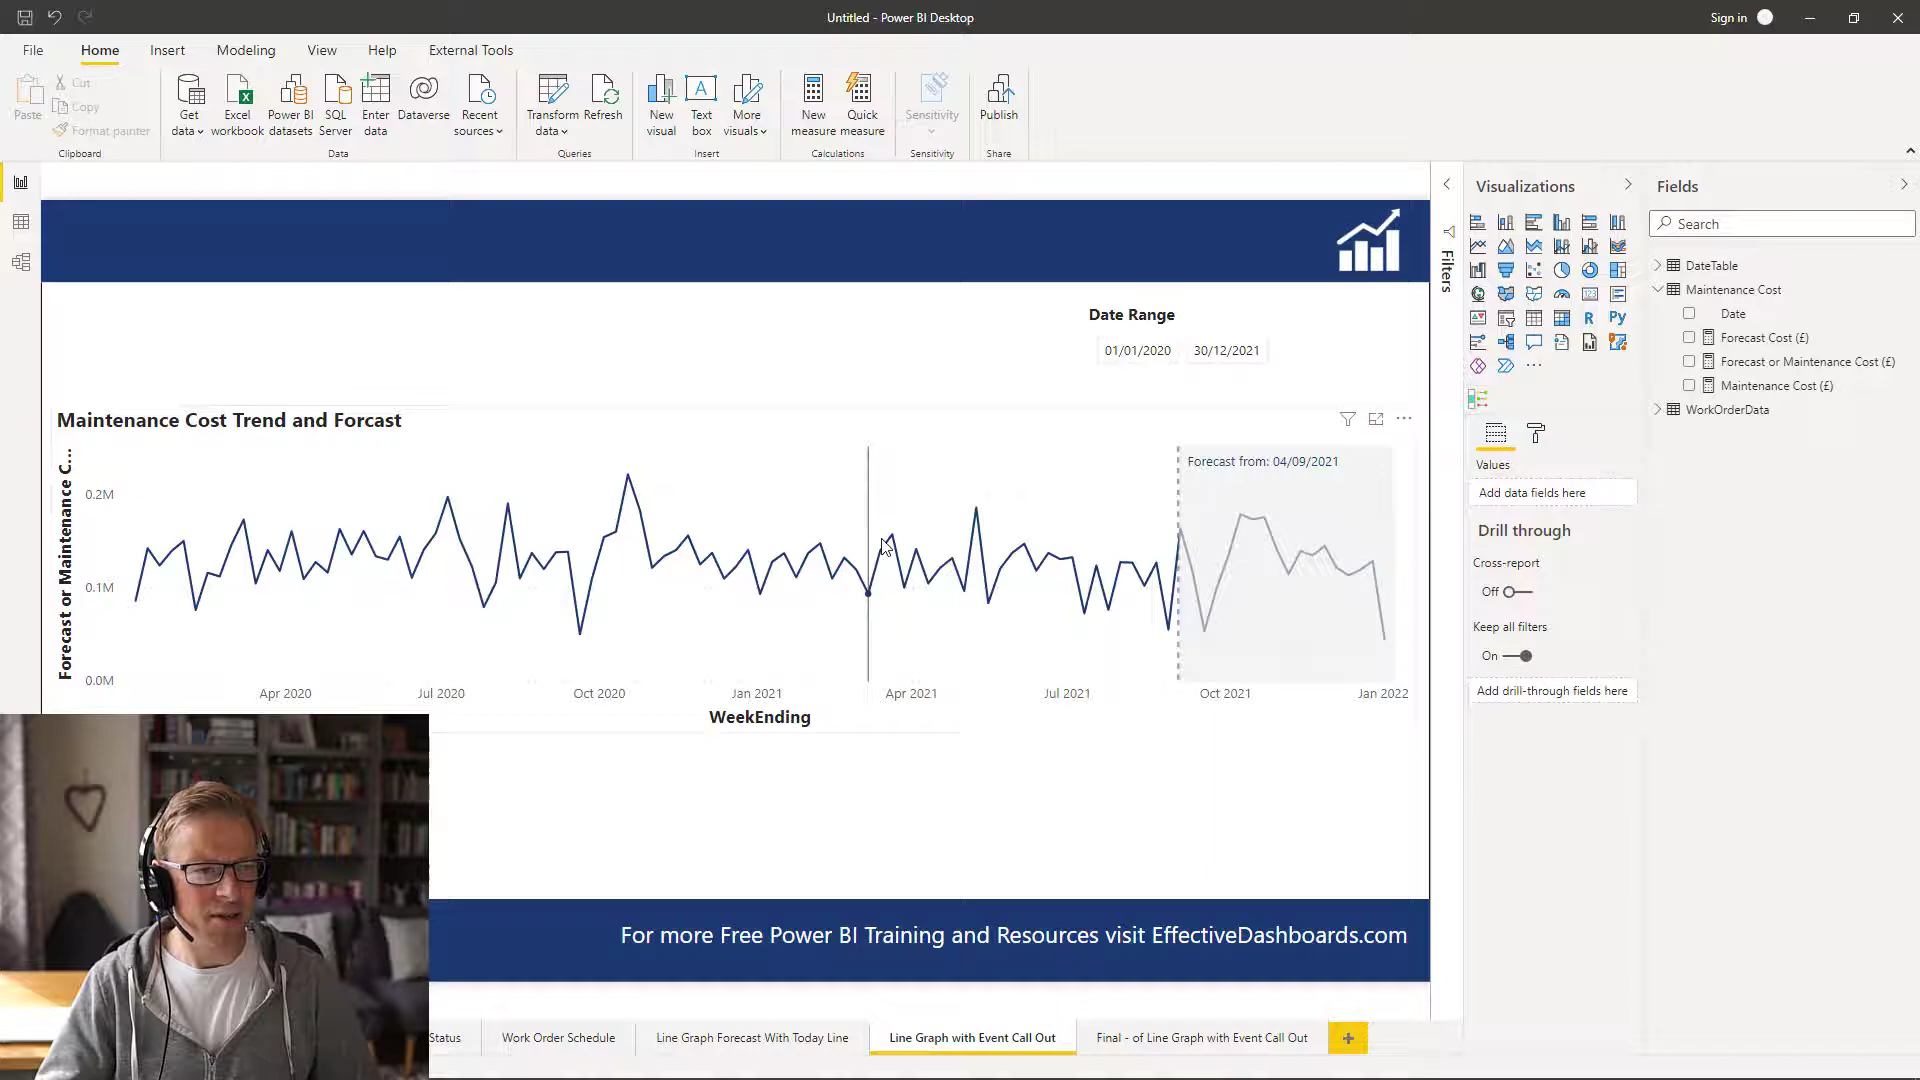 Untitled - Power BI Desktop
Sign in
File Home Insert Modeling View Help External Tools
Paste
Cut
Copy
Format painter
Clipboard
Get data
Excel workbook
Power BI datasets
SQL Server
Enter data
Dataverse
Recent sources
Data
Transform data
Refresh
Queries
New visual
Text box
More visuals
Insert
New measure
Quick measure
Calculations
Sensitivity
Sensitivity
Publish
Share
Date Range
01/01/2020 30/12/2021
Maintenance Cost Trend and Forcast
Forecast or Maintenance C...
0.2M
0.1M
0.0M
Forecast from: 04/09/2021
Apr 2020 Jul 2020 Oct 2020 Jan 2021 Apr 2021 Jul 2021 Oct 2021 Jan 2022
WeekEnding
For more Free Power BI Training and Resources visit EffectiveDashboards.com
Status
Work Order Schedule
Line Graph Forecast With Today Line
Line Graph with Event Call Out
Final - of Line Graph with Event Call Out
+
Filters
Visualizations
R Py
123
...
Values
Add data fields here
Drill through
Cross-report
Off
Keep all filters
On
Add drill-through fields here
Fields
Search
DateTable
Maintenance Cost
Date
Forecast Cost (£)
Forecast or Maintenance Cost (£)
Maintenance Cost (£)
WorkOrderData